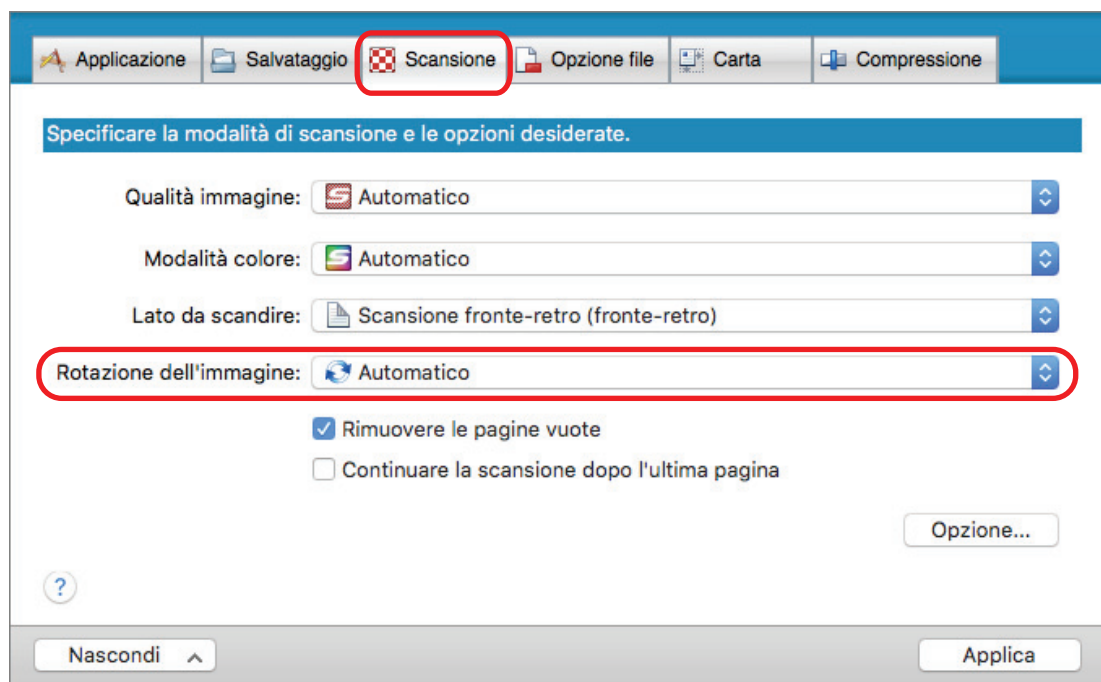 Applicazione Salvataggio Scansione Opzione file Carta Compressione
Specificare la modalità di scansione e le opzioni desiderate.
Qualità immagine: Automatico
Modalità colore: Automatico
Lato da scandire: Scansione fronte-retro (fronte-retro)
Rotazione dell'immagine: Automatico
Rimuovere le pagine vuote
Continuare la scansione dopo l'ultima pagina
Opzione...
?
Nascondi Applica